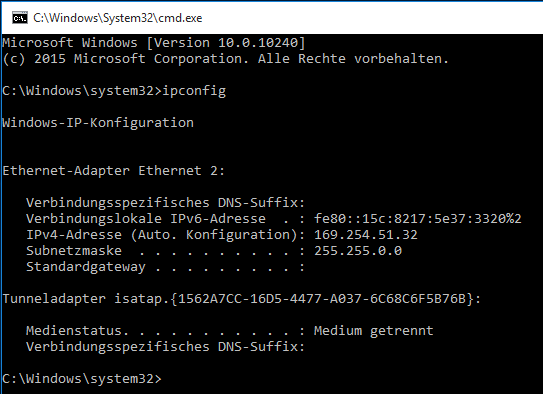 C:\Windows\System32\cmd.exe
Microsoft Windows [Version 10.0.10240]
(c) 2015 Microsoft Corporation. Alle Rechte vorbehalten.
C:\Windows\system32>ipconfig
Windows-IP-Konfiguration
Ethernet-Adapter Ethernet 2:
Verbindungsspezifisches DNS-Suffix:
Verbindungslokale IPv6-Adresse  . : fe80::15c:8217:5e37:3320%2
IPv4-Adresse (Auto. Konfiguration): 169.254.51.32
Subnetzmaske  . . . . . . . . . . : 255.255.0.0
Standardgateway . . . . . . . . . :
Tunneladapter isatap.{1562A7CC-16D5-4477-A037-6C68C6F5B76B}:
Medienstatus. . . . . . . . . . . : Medium getrennt
Verbindungsspezifisches DNS-Suffix:
C:\Windows\system32>